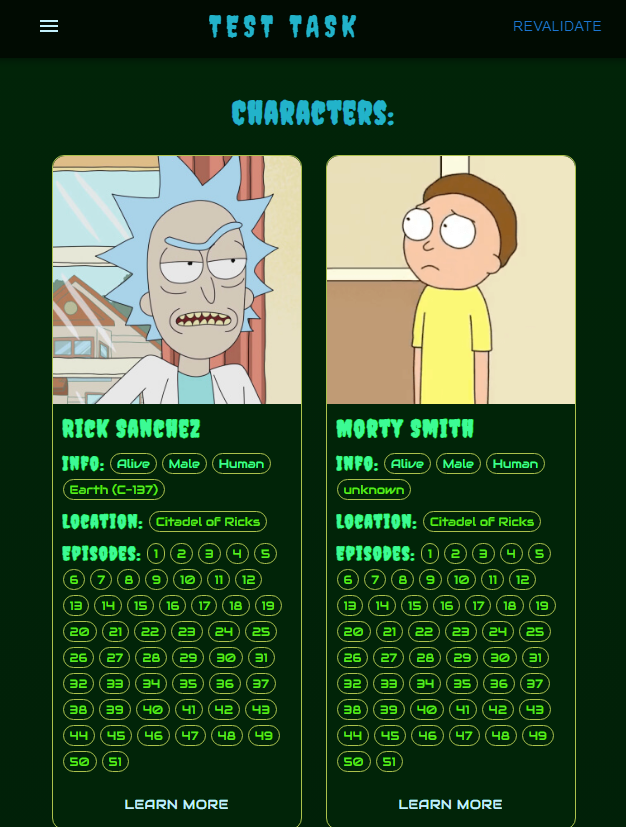 TEST TASK
REVALIDATE
CHARACTERS:
RICK SANCHEZ
INFO: Alive Male Human
Earth (C-137)
LOCATION: Citadel of Ricks
EPISODES: 1 2 3 4 5
6 7 8 9 10 11 12
13 14 15 16 17 18 19
20 21 22 23 24 25
26 27 28 29 30 31
32 33 34 35 36 37
38 39 40 41 42 43
44 45 46 47 48 49
50 51
LEARN MORE
MORTY SMITH
INFO: Alive Male Human
unknown
LOCATION: Citadel of Ricks
EPISODES: 1 2 3 4 5
6 7 8 9 10 11 12
13 14 15 16 17 18 19
20 21 22 23 24 25
26 27 28 29 30 31
32 33 34 35 36 37
38 39 40 41 42 43
44 45 46 47 48 49
50 51
LEARN MORE